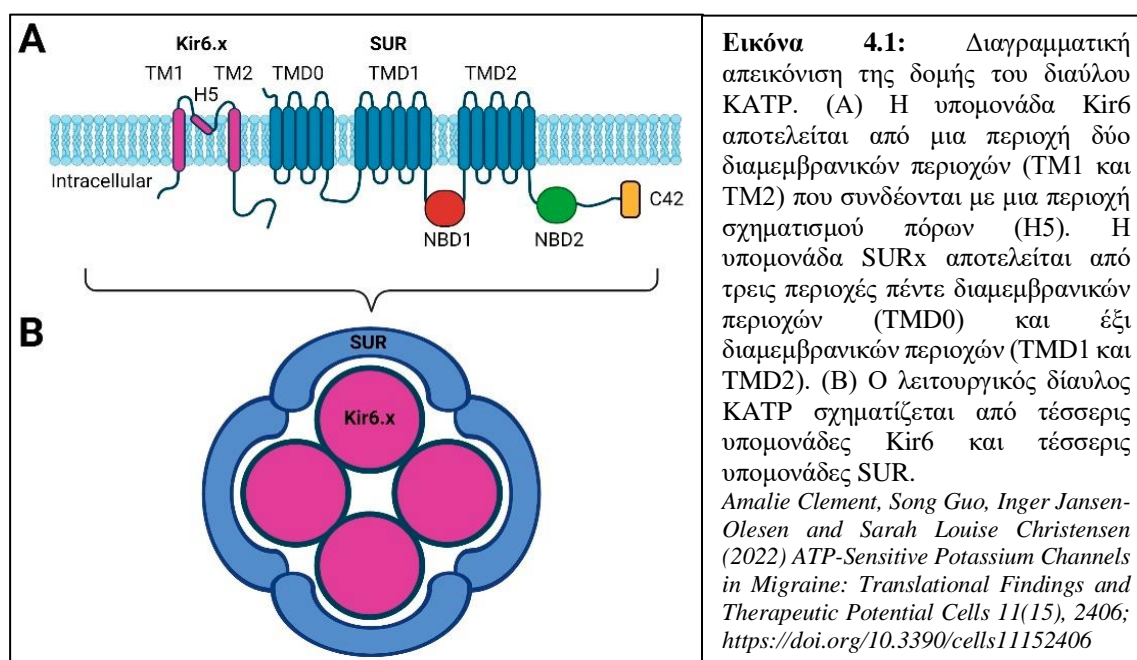 A
Kir6.x
SUR
TM1
TM2
TMD0
TMD1
TMD2
H5
Intracellular
C42
NBD1
NBD2
B
SUR
Kir6.x
Εικόνα 4.1: Διαγραμματική
απεικόνιση της δομής του διαύλου
KATP. (A) Η υπομονάδα Kir6
αποτελείται από μια περιοχή δύο
διαμεμβρανικών περιοχών (TM1 και
TM2) που συνδέονται με μια περιοχή
σχηματισμού πόρων (H5). Η
υπομονάδα SURx αποτελείται από
τρεις περιοχές πέντε διαμεμβρανικών
περιοχών (TMD0) και έξι
διαμεμβρανικών περιοχών (TMD1 και
TMD2). (B) Ο λειτουργικός δίαυλος
KATP σχηματίζεται από τέσσερις
υπομονάδες Kir6 και τέσσερις
υπομονάδες SUR.
Amalie Clement, Song Guo, Inger Jansen-
Olesen and Sarah Louise Christensen
(2022) ATP-Sensitive Potassium Channels
in Migraine: Translational Findings and
Therapeutic Potential Cells 11(15), 2406;
https://doi.org/10.3390/cells11152406